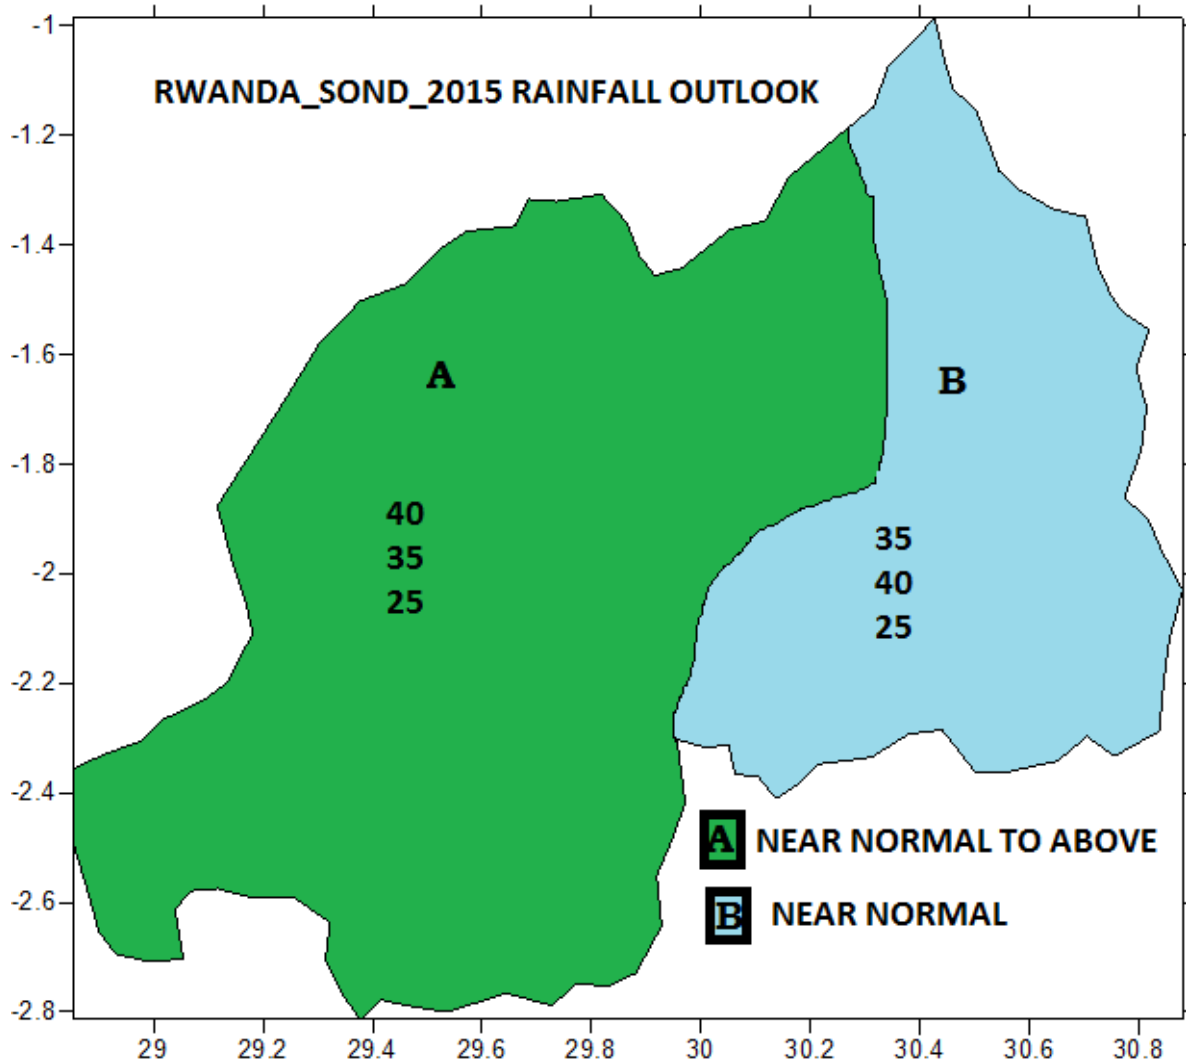 RWANDA_SOND_2015 RAINFALL OUTLOOK
-1
-1.2
-1.4
-1.6
-1.8
-2
-2.2
-2.4
-2.6
-2.8
A
B
40
35
25
35
40
25
A NEAR NORMAL TO ABOVE
B NEAR NORMAL
29 29.2 29.4 29.6 29.8 30 30.2 30.4 30.6 30.8